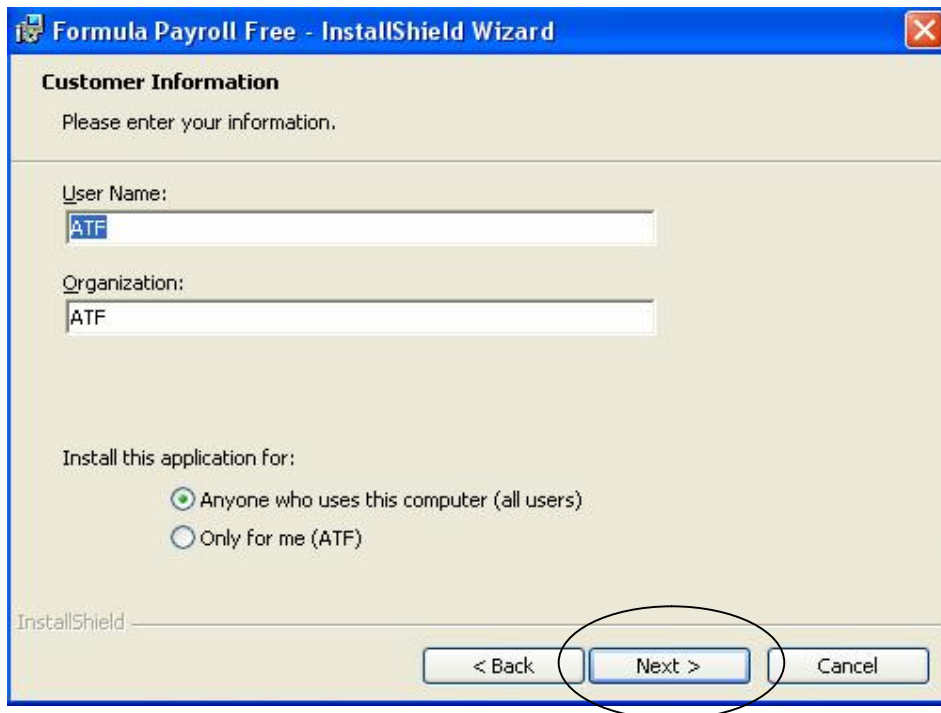 Formula Payroll Free - InstallShield Wizard
Customer Information
Please enter your information.
User Name:
ATF
Organization:
ATF
Install this application for:
Anyone who uses this computer (all users)
Only for me (ATF)
InstallShield
< Back Next > Cancel